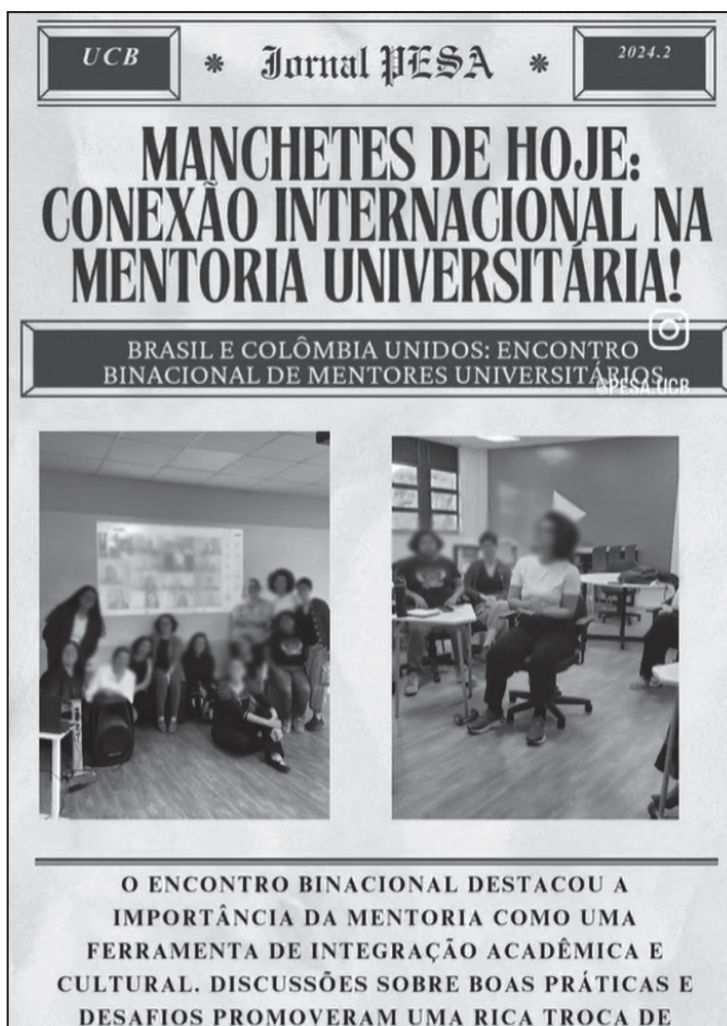 UCB
Jornal PESA
2024.2
MANCHETES DE HOJE:
CONEXÃO INTERNACIONAL NA
MENTORIA UNIVERSITÁRIA!
BRASIL E COLÔMBIA UNIDOS: ENCONTRO
BINACIONAL DE MENTORES UNIVERSITÁRIOS
@PESA.UCB
O ENCONTRO BINACIONAL DESTACOU A
IMPORTÂNCIA DA MENTORIA COMO UMA
FERRAMENTA DE INTEGRAÇÃO ACADÊMICA E
CULTURAL. DISCUSSÕES SOBRE BOAS PRÁTICAS E
DESAFIOS PROMOVERAM UMA RICA TROCA DE